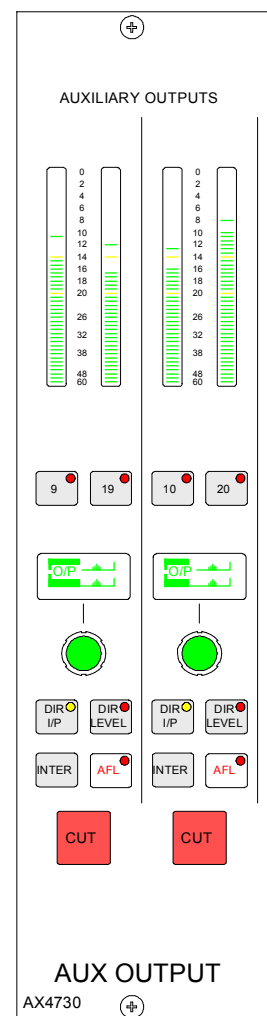 AUXILIARY OUTPUTS
0 0
2 2
4 4
6 6
8 8
10 10
12 12
14 14
16 16
18 18
20 20
26 26
32 32
38 38
48 48
60 60
9 19 10 20
O/P O/P
DIR I/P DIR LEVEL DIR I/P DIR LEVEL
INTER AFL INTER AFL
CUT CUT
AUX OUTPUT
AX4730